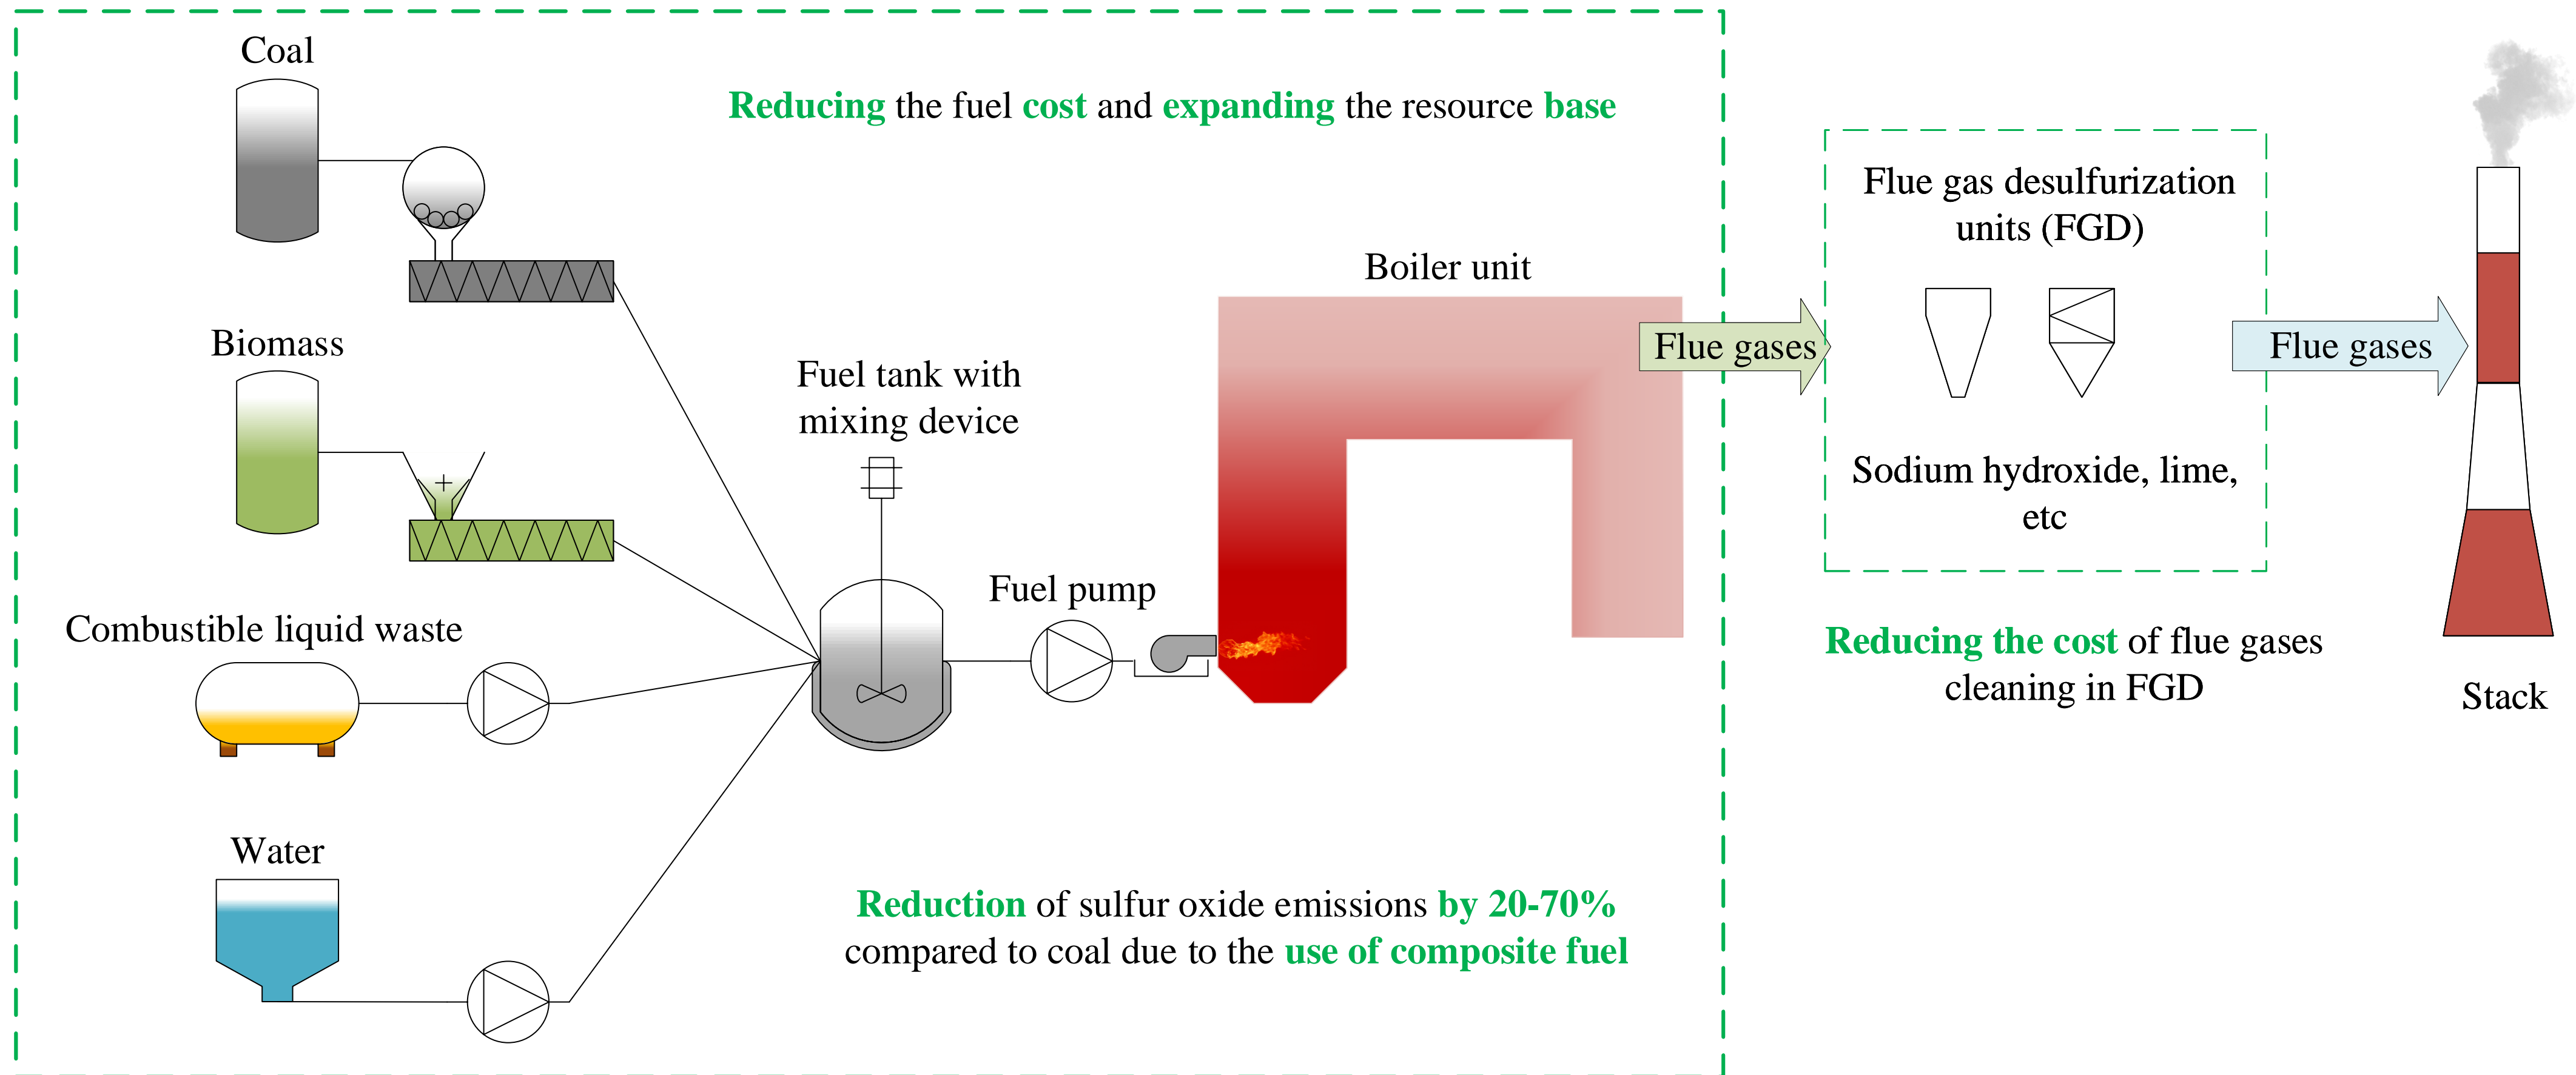 Coal
Reducing the fuel cost and expanding the resource base
Biomass
Combustible liquid waste
Water
Fuel tank with
mixing device
Fuel pump
Boiler unit
Reduction of sulfur oxide emissions by 20-70%
compared to coal due to the use of composite fuel
Flue gases
Flue gas desulfurization
units (FGD)
Sodium hydroxide, lime,
etc
Reducing the cost of flue gases
cleaning in FGD
Flue gases
Stack